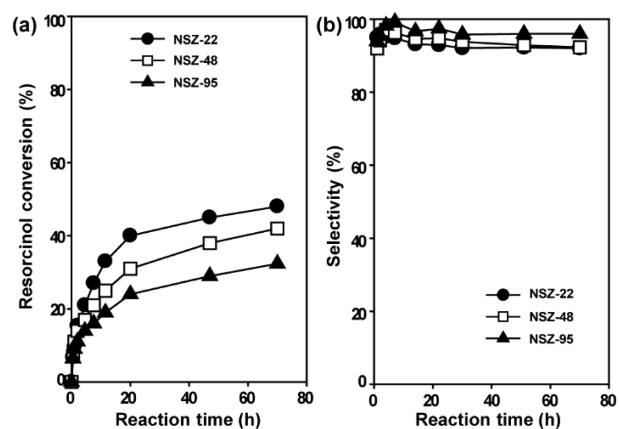 (a)
Resorcinol conversion (%)
100
80
60
40
20
0
NSZ-22
NSZ-48
NSZ-95
0 20 40 60 80
Reaction time (h)
(b)
Selectivity (%)
100
80
60
40
20
0
NSZ-22
NSZ-48
NSZ-95
0 20 40 60 80
Reaction time (h)